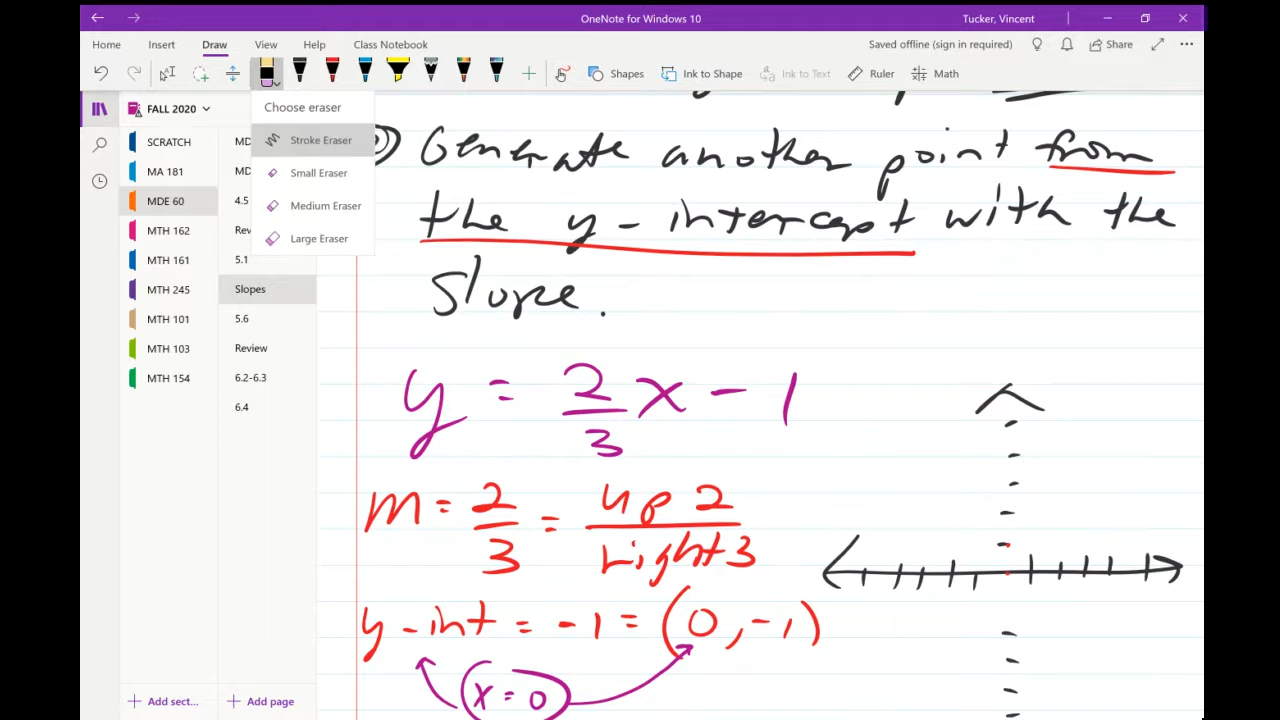 OneNote for Windows 10
Tucker, Vincent
Home Insert Draw View Help Class Notebook
Saved offline (sign in required) Share
Shapes Ink to Shape Ink to Text Ruler Math
FALL 2020
SCRATCH
MA 181
MDE 60
MTH 162
MTH 161
MTH 245
MTH 101
MTH 103
MTH 154
Add sect...
MD
MD
4.5
Rev
5.1
Slopes
5.6
Review
6.2-6.3
6.4
Add page
Choose eraser
Stroke Eraser
Small Eraser
Medium Eraser
Large Eraser
Generate another point from
the y-intercept with the
slope.
y = 2/3 x - 1
m = 2/3 = up 2/right 3
y-int = -1 = (0, -1)
x = 0